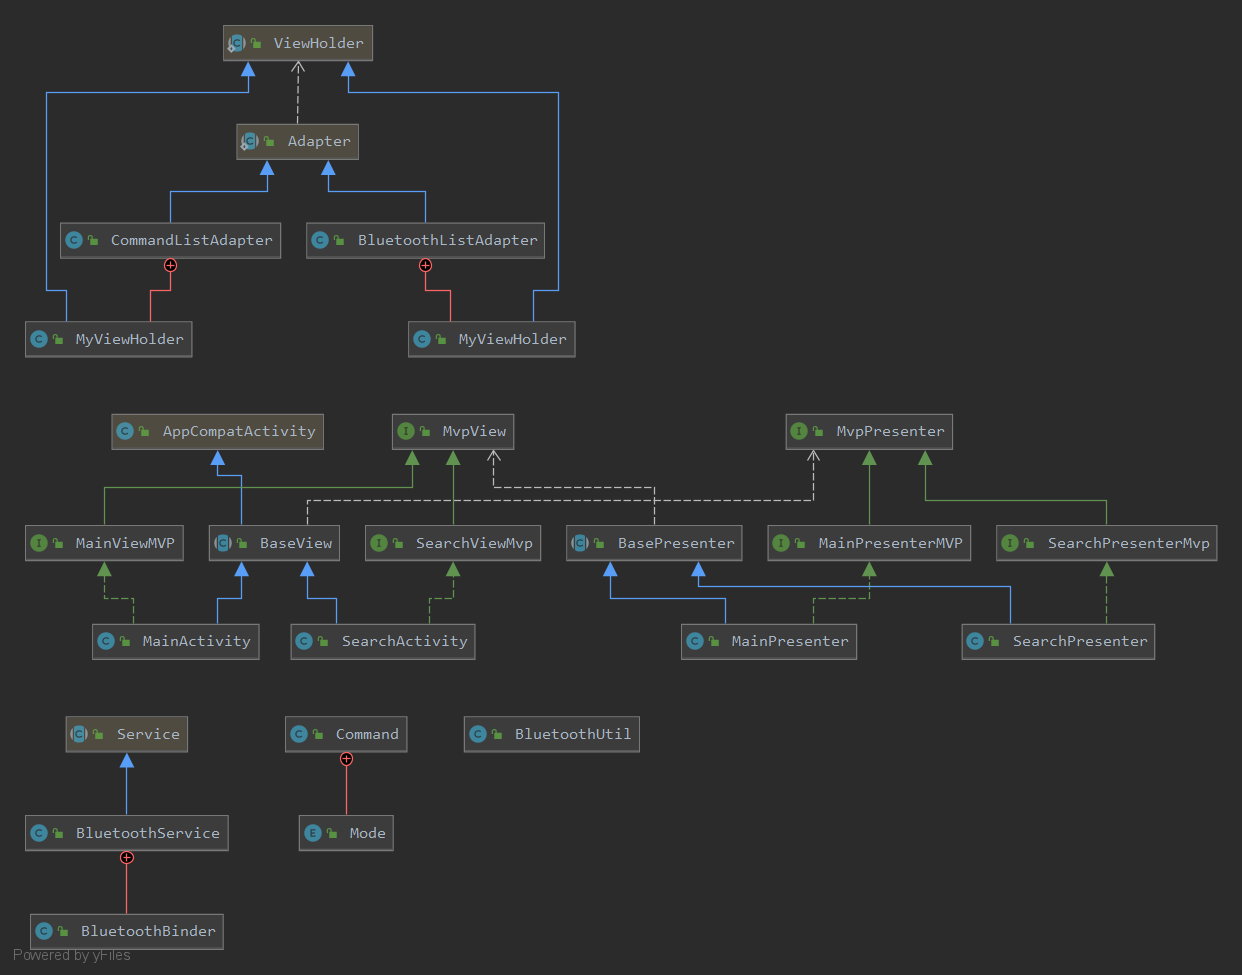 ViewHolder
Adapter
CommandListAdapter
BluetoothListAdapter
MyViewHolder
MyViewHolder
AppCompatActivity
MvpView
MvpPresenter
MainViewMVP
BaseView
SearchViewMvp
BasePresenter
MainPresenterMVP
SearchPresenterMvp
MainActivity
SearchActivity
MainPresenter
SearchPresenter
Service
Command
BluetoothUtil
BluetoothService
Mode
BluetoothBinder
Powered by yFiles